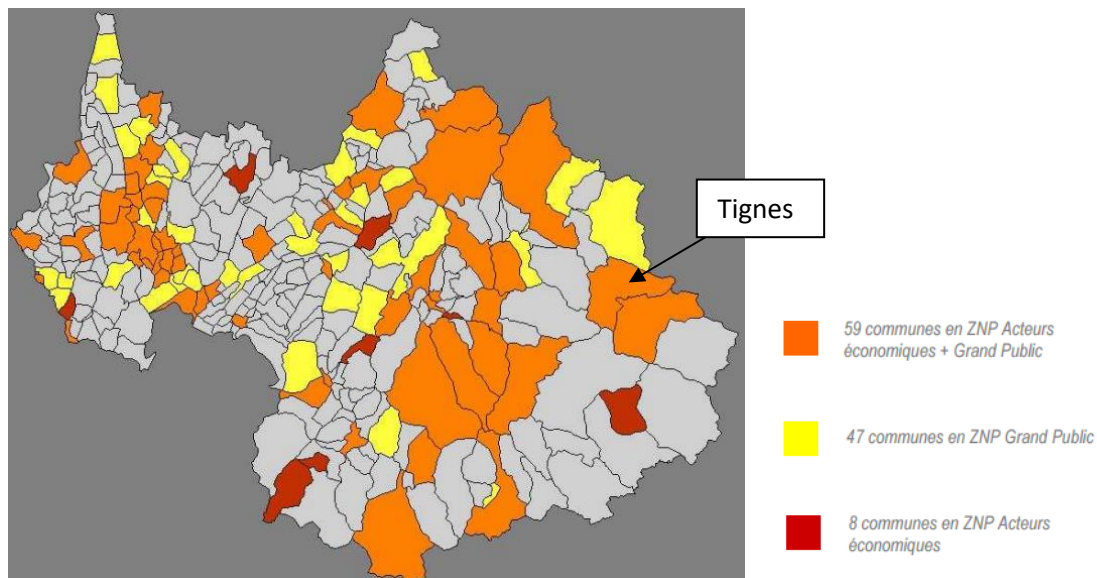 Tignes
59 communes en ZNP Acteurs
économiques + Grand Public
47 communes en ZNP Grand Public
8 communes en ZNP Acteurs
économiques